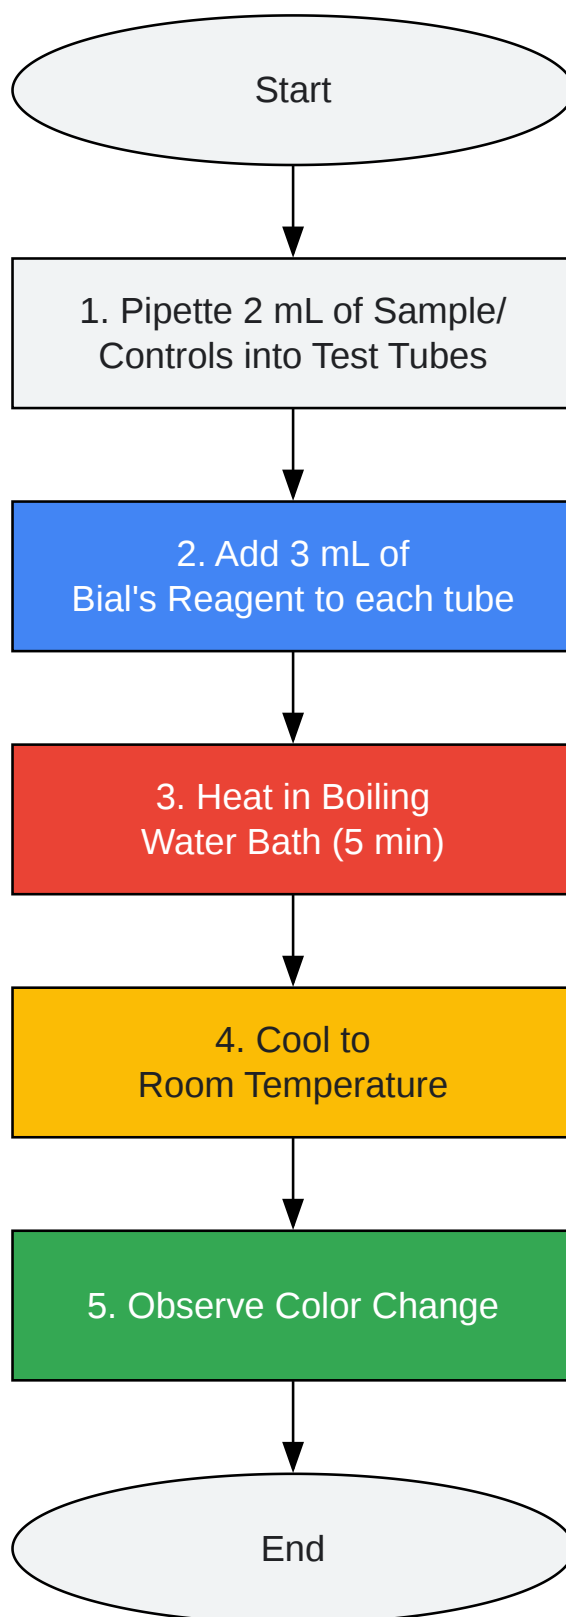 Start
1. Pipette 2 mL of Sample/
Controls into Test Tubes
2. Add 3 mL of
Bial's Reagent to each tube
3. Heat in Boiling
Water Bath (5 min)
4. Cool to
Room Temperature
5. Observe Color Change
End